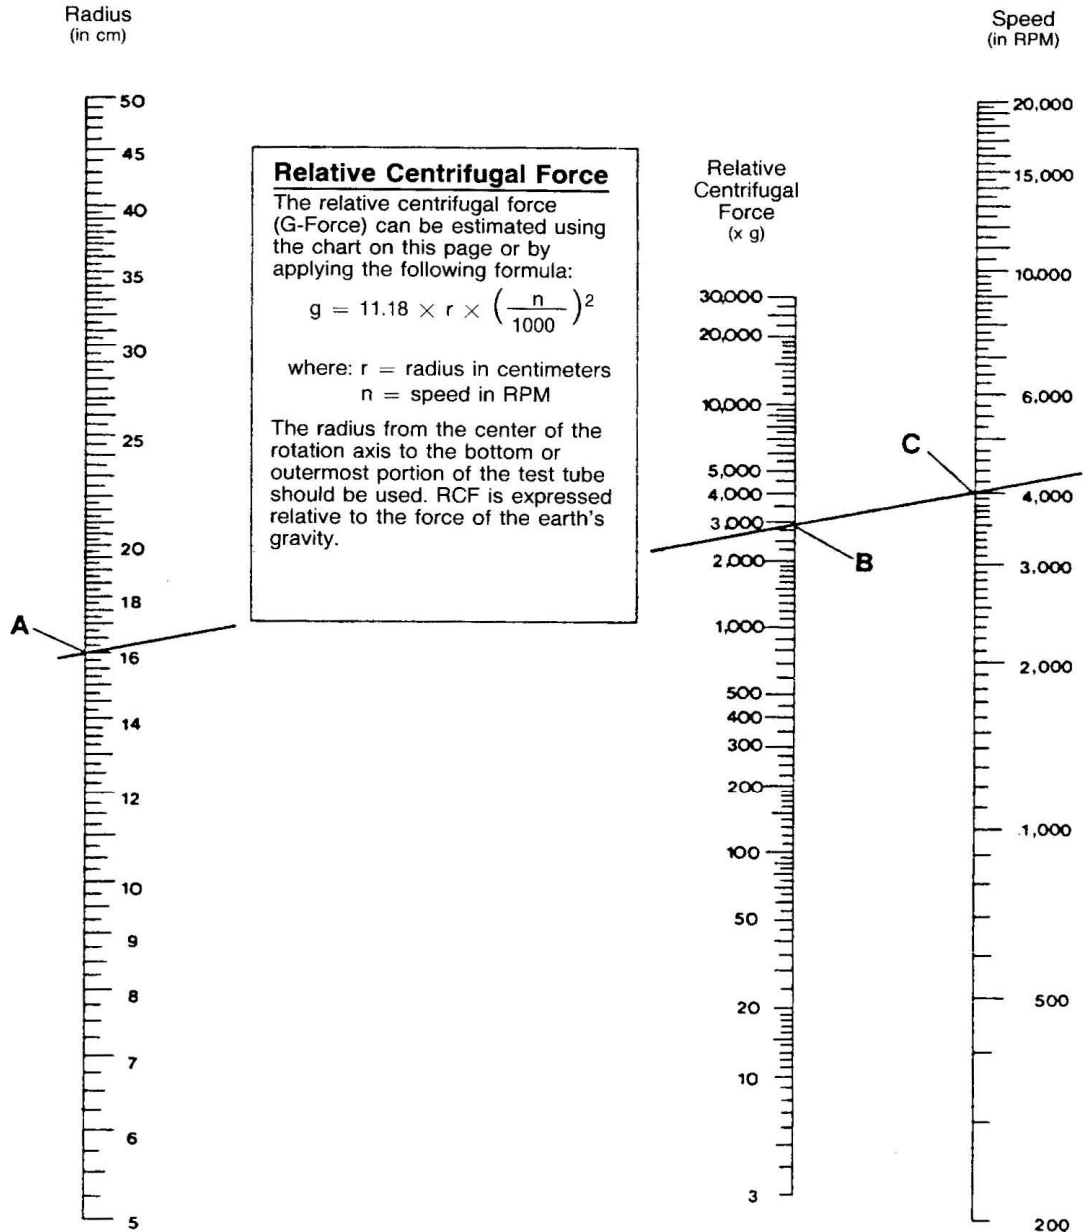 Radius
(in cm)
50
45
40
35
30
25
20
18
A
16
14
12
10
9
8
7
6
5
Relative Centrifugal Force
The relative centrifugal force
(G-Force) can be estimated using
the chart on this page or by
applying the following formula:
g = 11.18 × r × ( n / 1000 )2
where: r = radius in centimeters
n = speed in RPM
The radius from the center of the
rotation axis to the bottom or
outermost portion of the test tube
should be used. RCF is expressed
relative to the force of the earth's
gravity.
Relative
Centrifugal
Force
(x g)
30,000
20,000
10,000
5,000
4,000
3,000
B
2,000
1,000
500
400
300
200
100
50
20
10
3
Speed
(in RPM)
20,000
15,000
10,000
6,000
C
4,000
3,000
2,000
1,000
500
200